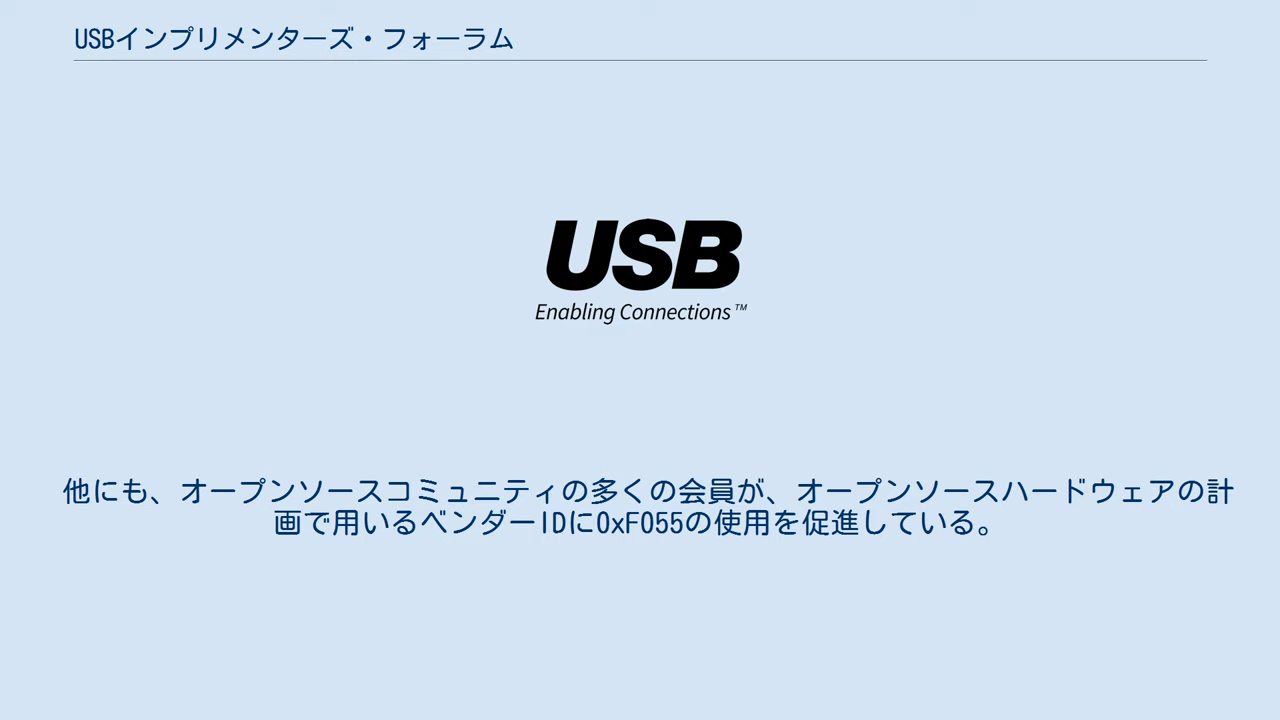 USBインプリメンターズ・フォーラム
USB
Enabling Connections™
他にも、オープンソースコミュニティの多くの会員が、オープンソースハードウェアの計
画で用いるベンダーIDに0xF055の使用を促進している。